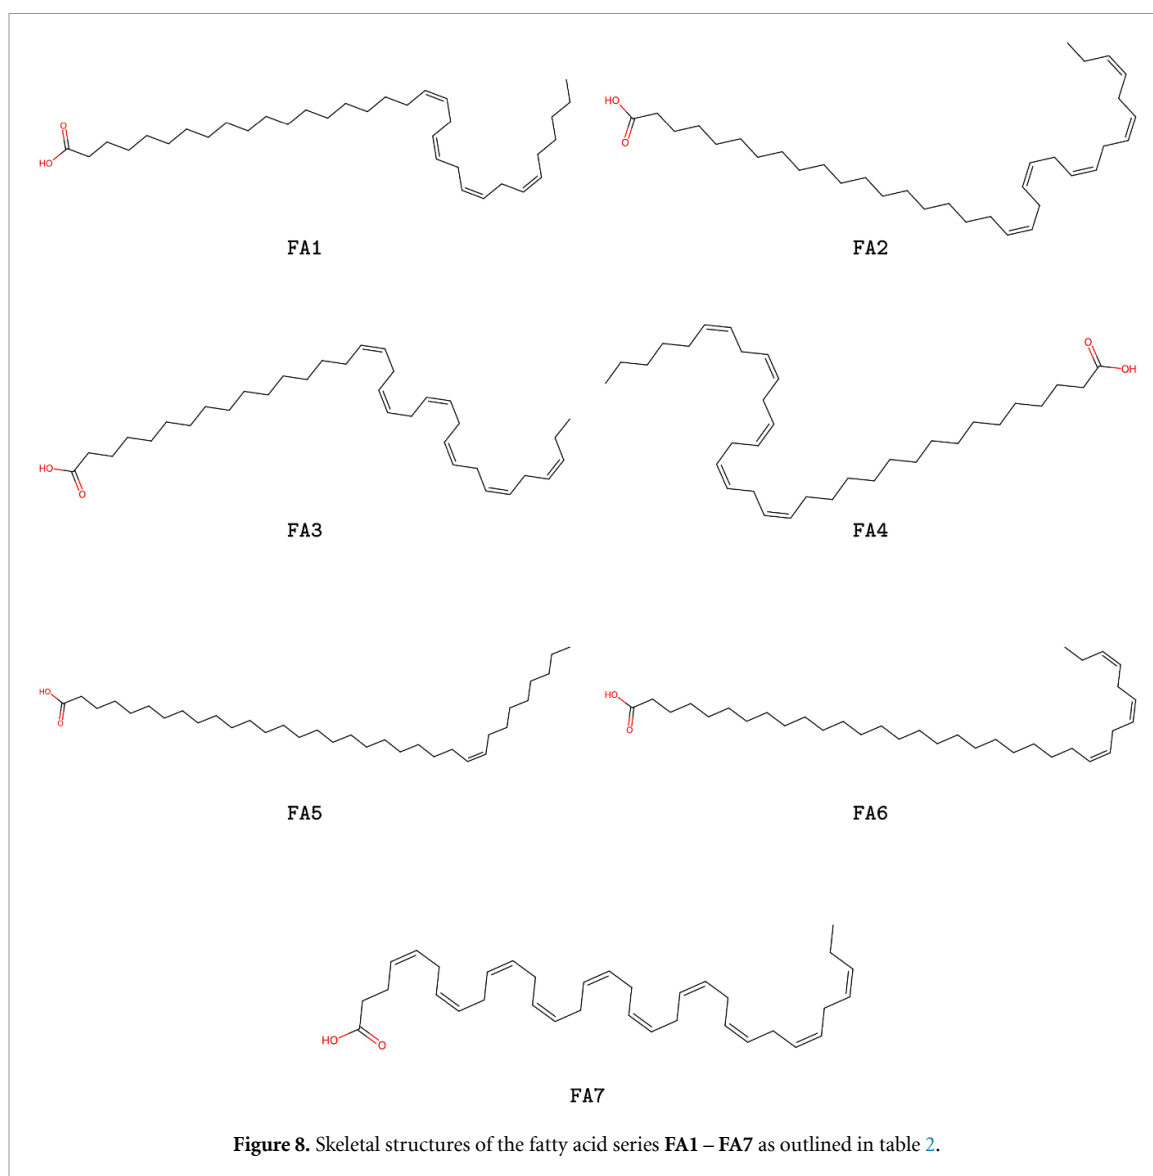 O
HO
FA1
HO
O
FA2
HO
O
FA3
O
OH
FA4
HO
O
FA5
HO
O
FA6
HO
O
FA7
Figure 8. Skeletal structures of the fatty acid series FA1 – FA7 as outlined in table 2.